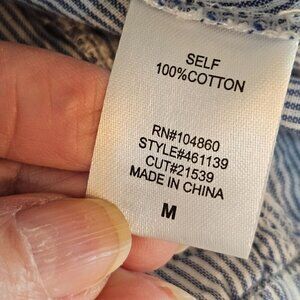 SELF
100%COTTON
RN#104860
STYLE#461139
CUT#21539
MADE IN CHINA
M